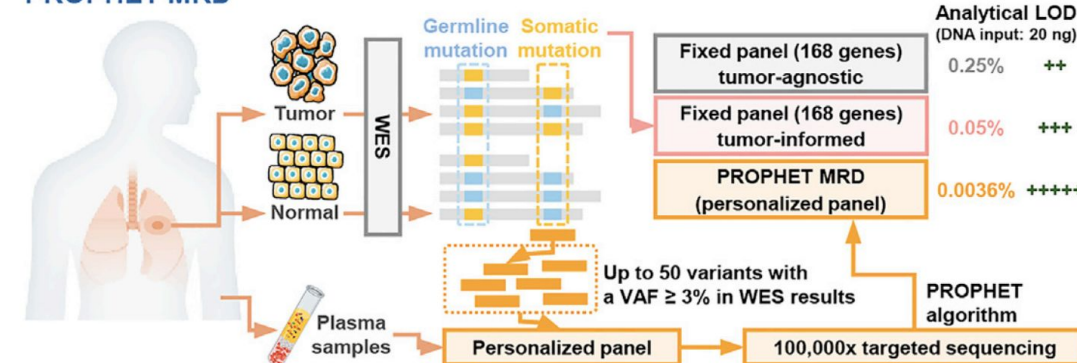 PROPHET MRD
Analytical LOD
(DNA input: 20 ng)
Germline
mutation
Somatic
mutation
Fixed panel (168 genes)
tumor-agnostic
0.25%
++
Tumor
WES
Fixed panel (168 genes)
tumor-informed
0.05%
+++
PROPHET MRD
(personalized panel)
0.0036%
+++++
Normal
Up to 50 variants with
a VAF ≥ 3% in WES results
PROPHET
algorithm
Plasma
samples
Personalized panel
100,000x targeted sequencing